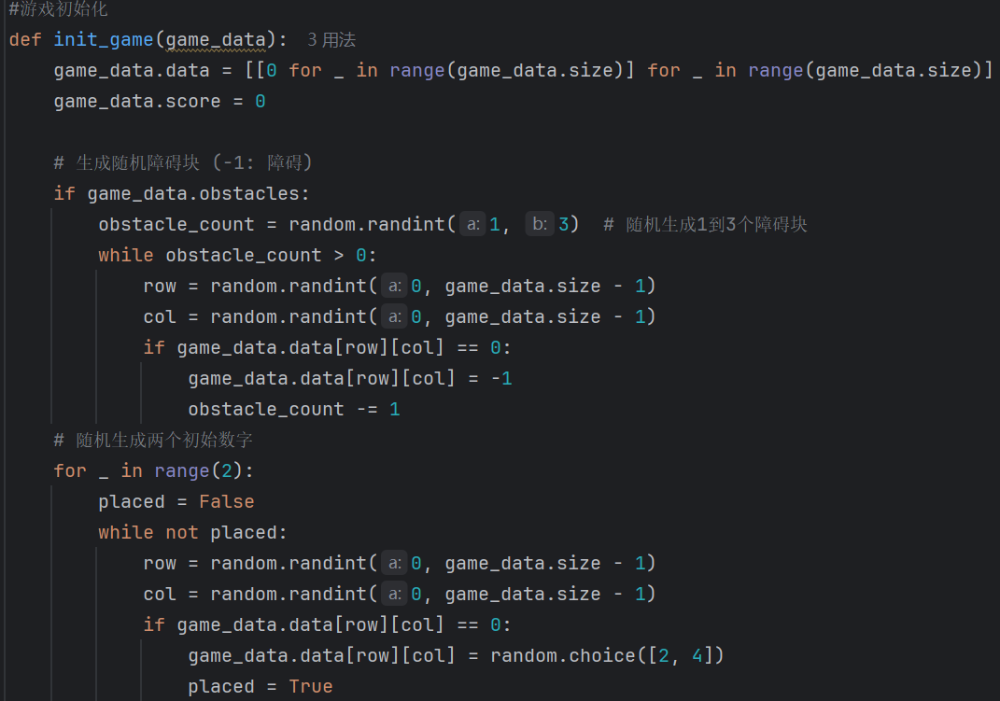 #游戏初始化
def init_game(game_data):  3 用法
    game_data.data = [[0 for _ in range(game_data.size)] for _ in range(game_data.size)]
    game_data.score = 0

    # 生成随机障碍块 (-1: 障碍)
    if game_data.obstacles:
        obstacle_count = random.randint( a: 1,  b: 3)  # 随机生成1到3个障碍块
        while obstacle_count > 0:
            row = random.randint( a: 0, game_data.size - 1)
            col = random.randint( a: 0, game_data.size - 1)
            if game_data.data[row][col] == 0:
                game_data.data[row][col] = -1
                obstacle_count -= 1
    # 随机生成两个初始数字
    for _ in range(2):
        placed = False
        while not placed:
            row = random.randint( a: 0, game_data.size - 1)
            col = random.randint( a: 0, game_data.size - 1)
            if game_data.data[row][col] == 0:
                game_data.data[row][col] = random.choice([2, 4])
                placed = True